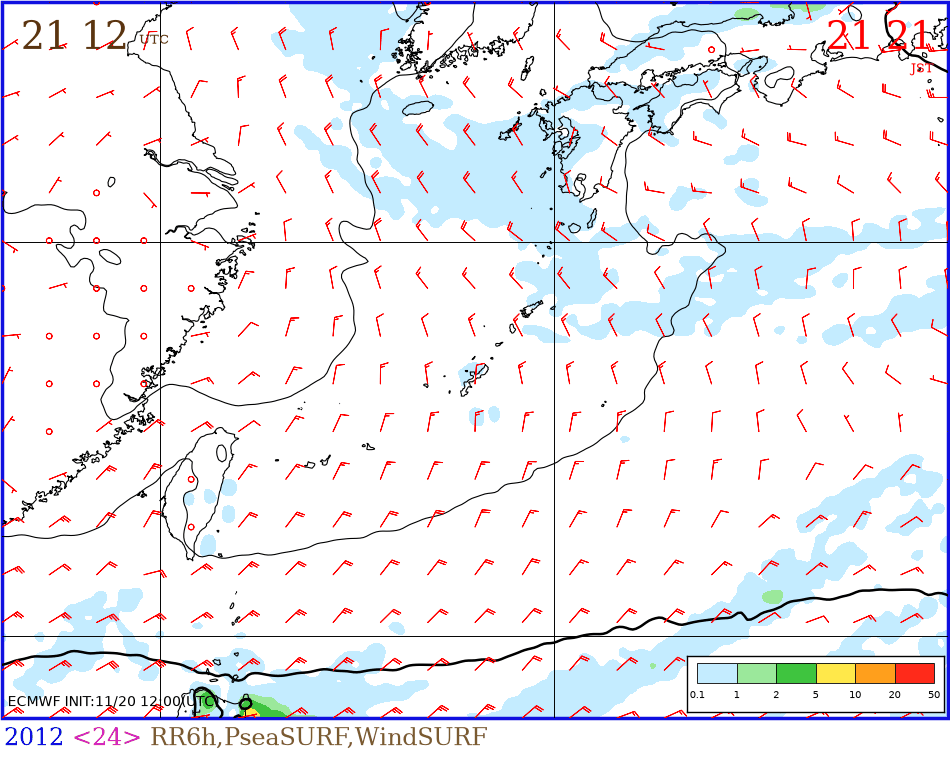 21 12 UTC
21 21 JST
ECMWF INIT:11/20 12:00(UTC)
0.1 1 2 5 10 20 50
2012 <24> RR6h,PseaSURF,WindSURF